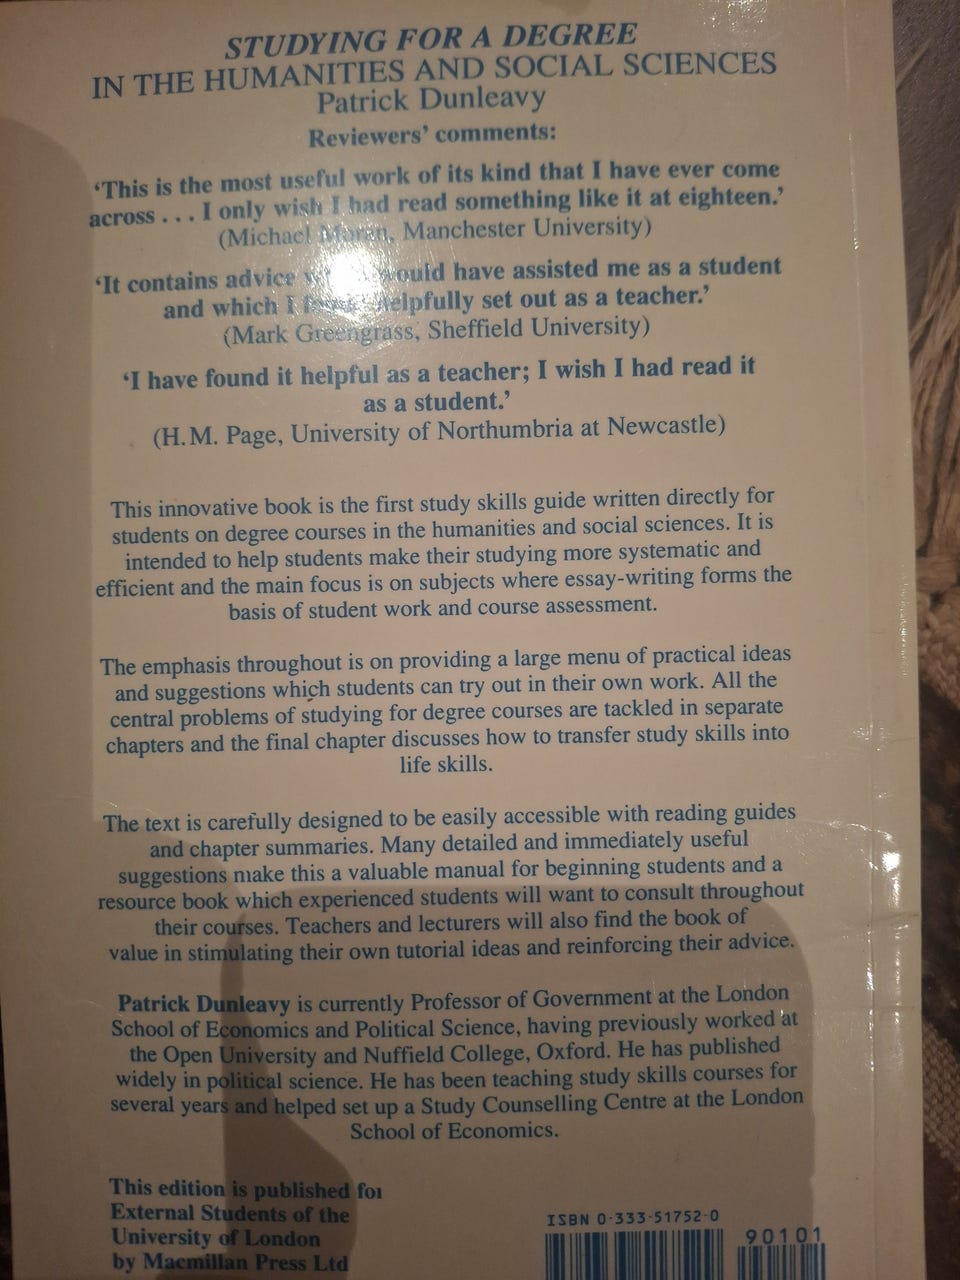 STUDYING FOR A DEGREE
IN THE HUMANITIES AND SOCIAL SCIENCES
Patrick Dunleavy
Reviewers’ comments:
‘This is the most useful work of its kind that I have ever come
across . . . I only wish I had read something like it at eighteen.’
(Michael Moran, Manchester University)
‘It contains advice would have assisted me as a student
and which I helpfully set out as a teacher.’
(Mark Greengrass, Sheffield University)
‘I have found it helpful as a teacher; I wish I had read it
as a student.’
(H.M. Page, University of Northumbria at Newcastle)
This innovative book is the first study skills guide written directly for
students on degree courses in the humanities and social sciences. It is
intended to help students make their studying more systematic and
efficient and the main focus is on subjects where essay-writing forms the
basis of student work and course assessment.
The emphasis throughout is on providing a large menu of practical ideas
and suggestions which students can try out in their own work. All the
central problems of studying for degree courses are tackled in separate
chapters and the final chapter discusses how to transfer study skills into
life skills.
The text is carefully designed to be easily accessible with reading guides
and chapter summaries. Many detailed and immediately useful
suggestions make this a valuable manual for beginning students and a
resource book which experienced students will want to consult throughout
their courses. Teachers and lecturers will also find the book of
value in stimulating their own tutorial ideas and reinforcing their advice.
Patrick Dunleavy is currently Professor of Government at the London
School of Economics and Political Science, having previously worked at
the Open University and Nuffield College, Oxford. He has published
widely in political science. He has been teaching study skills courses for
several years and helped set up a Study Counselling Centre at the London
School of Economics.
This edition is published for
External Students of the
University of London
by Macmillan Press Ltd
ISBN 0-333-51752-0
90101